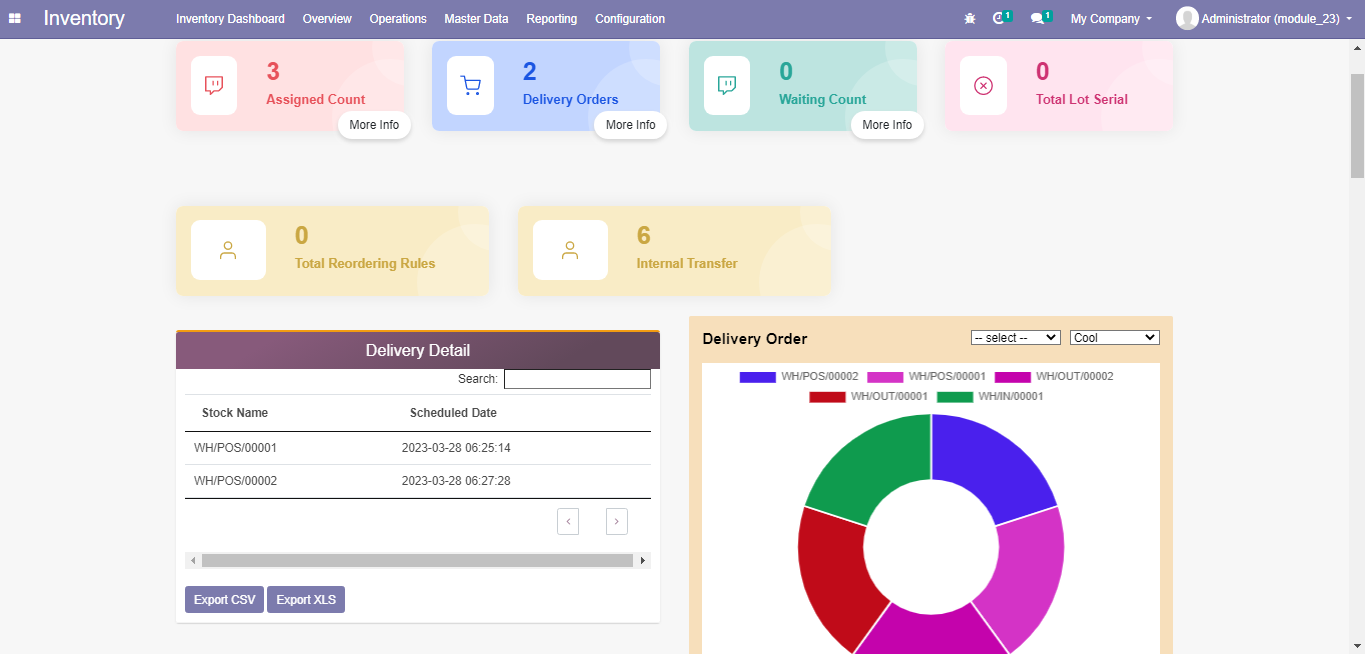 Inventory Inventory Dashboard Overview Operations Master Data Reporting Configuration 1 1 My Company Administrator (module_23)
3
Assigned Count
More Info
2
Delivery Orders
More Info
0
Waiting Count
More Info
0
Total Lot Serial
0
Total Reordering Rules
6
Internal Transfer
Delivery Detail
Search:
Stock Name Scheduled Date
WH/POS/00001 2023-03-28 06:25:14
WH/POS/00002 2023-03-28 06:27:28
Export CSV Export XLS
Delivery Order -- select -- Cool
WH/POS/00002 WH/POS/00001 WH/OUT/00002
WH/OUT/00001 WH/IN/00001